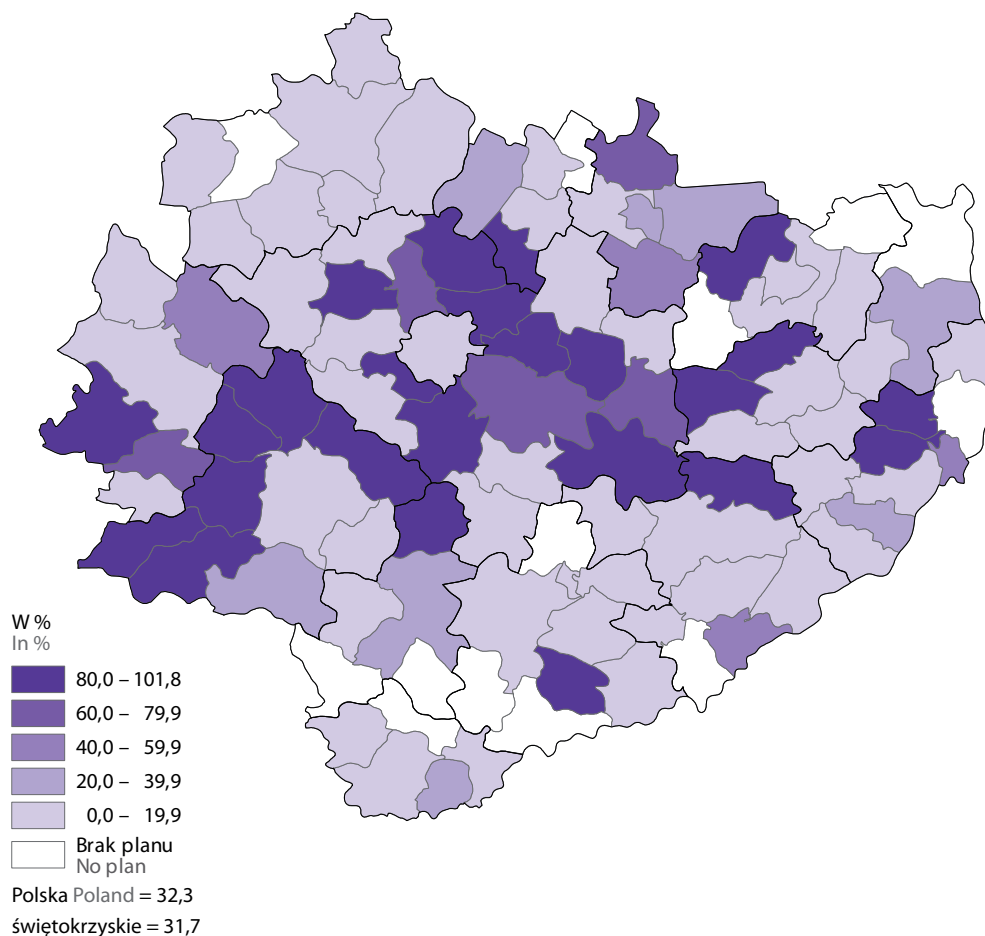 W %
In %
80,0 – 101,8
60,0 – 79,9
40,0 – 59,9
20,0 – 39,9
0,0 – 19,9
Brak planu
No plan
Polska Poland = 32,3
świętokrzyskie = 31,7